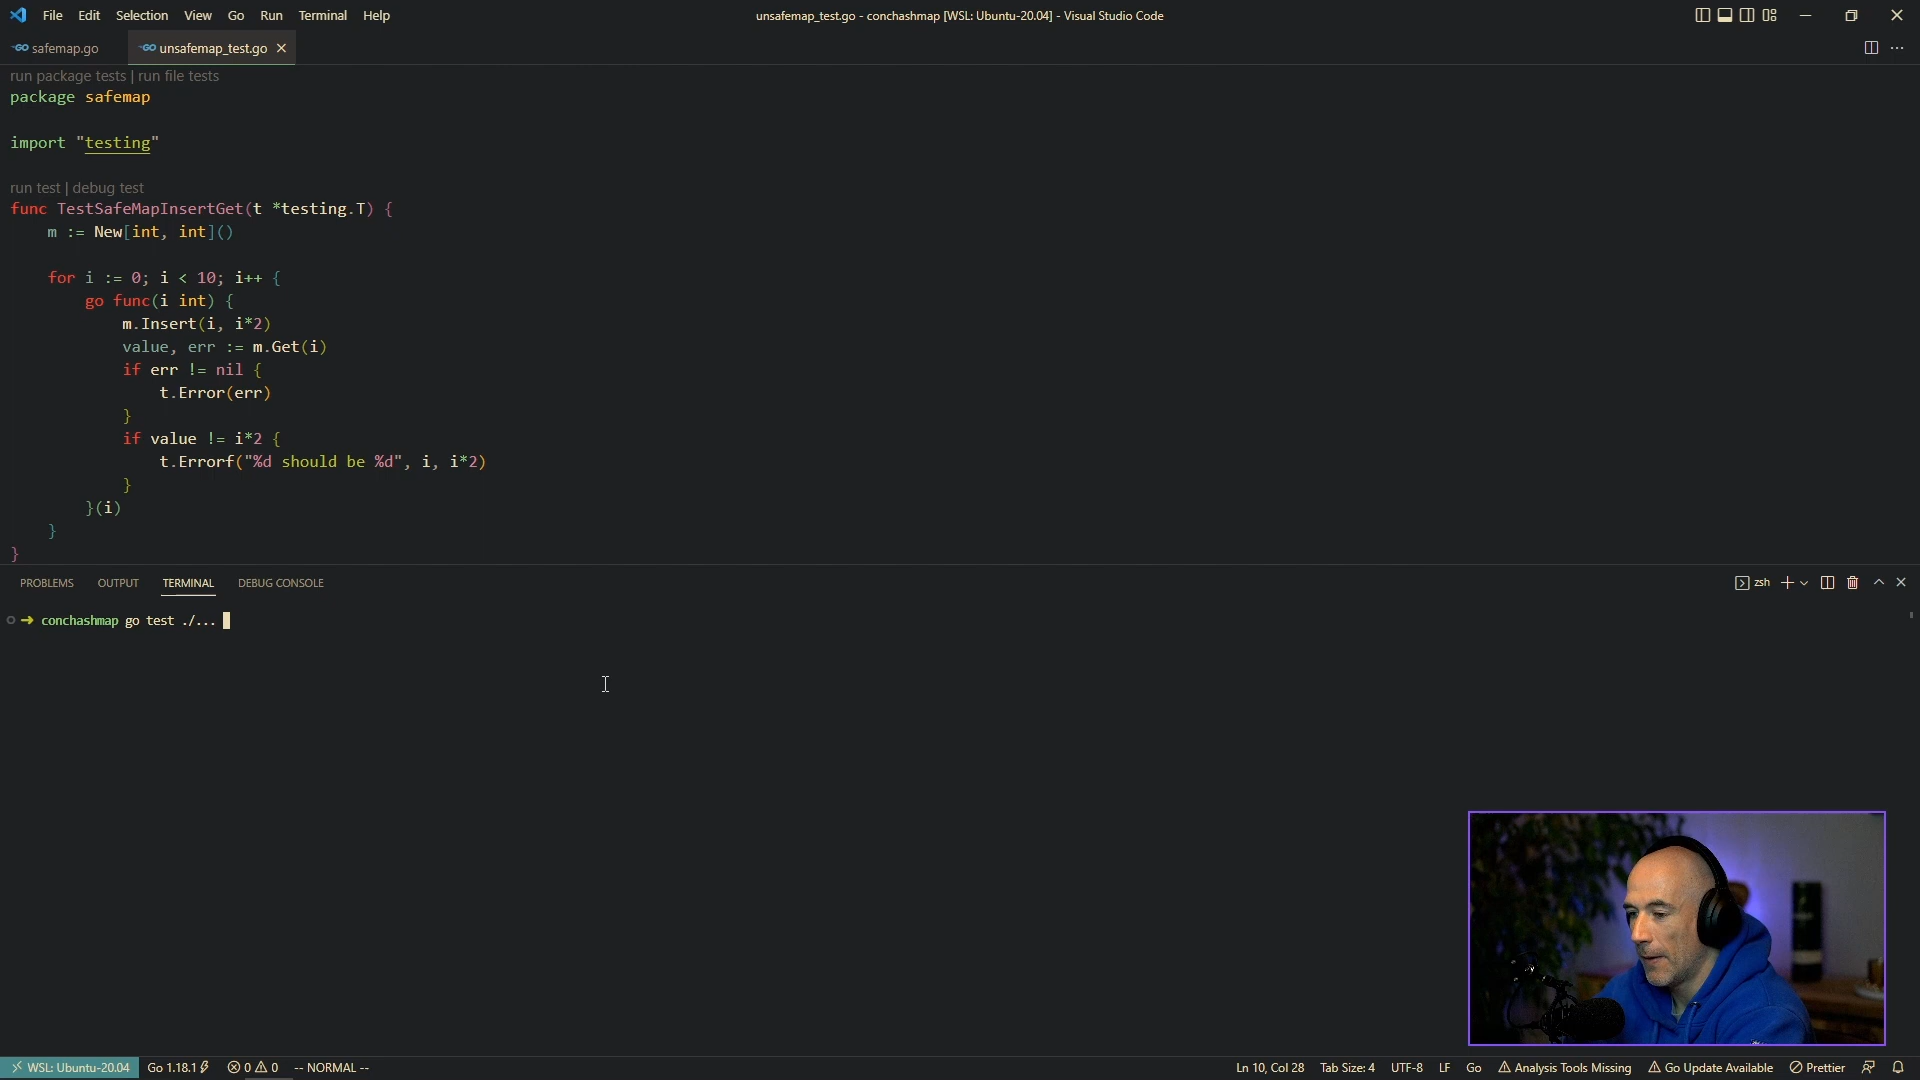 File Edit Selection View Go Run Terminal Help
unsafemap_test.go - conchashmap [WSL: Ubuntu-20.04] - Visual Studio Code
safemap.go
unsafemap_test.go
run package tests | run file tests
package safemap
import "testing"
run test | debug test
func TestSafeMapInsertGet(t *testing.T) {
m := New[int, int]()
for i := 0; i < 10; i++ {
go func(i int) {
m.Insert(i, i*2)
value, err := m.Get(i)
if err != nil {
t.Error(err)
}
if value != i*2 {
t.Errorf("%d should be %d", i, i*2)
}
}(i)
}
}
PROBLEMS OUTPUT TERMINAL DEBUG CONSOLE
zsh
conchashmap go test ./...
WSL: Ubuntu-20.04 Go 1.18.1 0 0 -- NORMAL --
Ln 10, Col 28 Tab Size: 4 UTF-8 LF Go Analysis Tools Missing Go Update Available Prettier